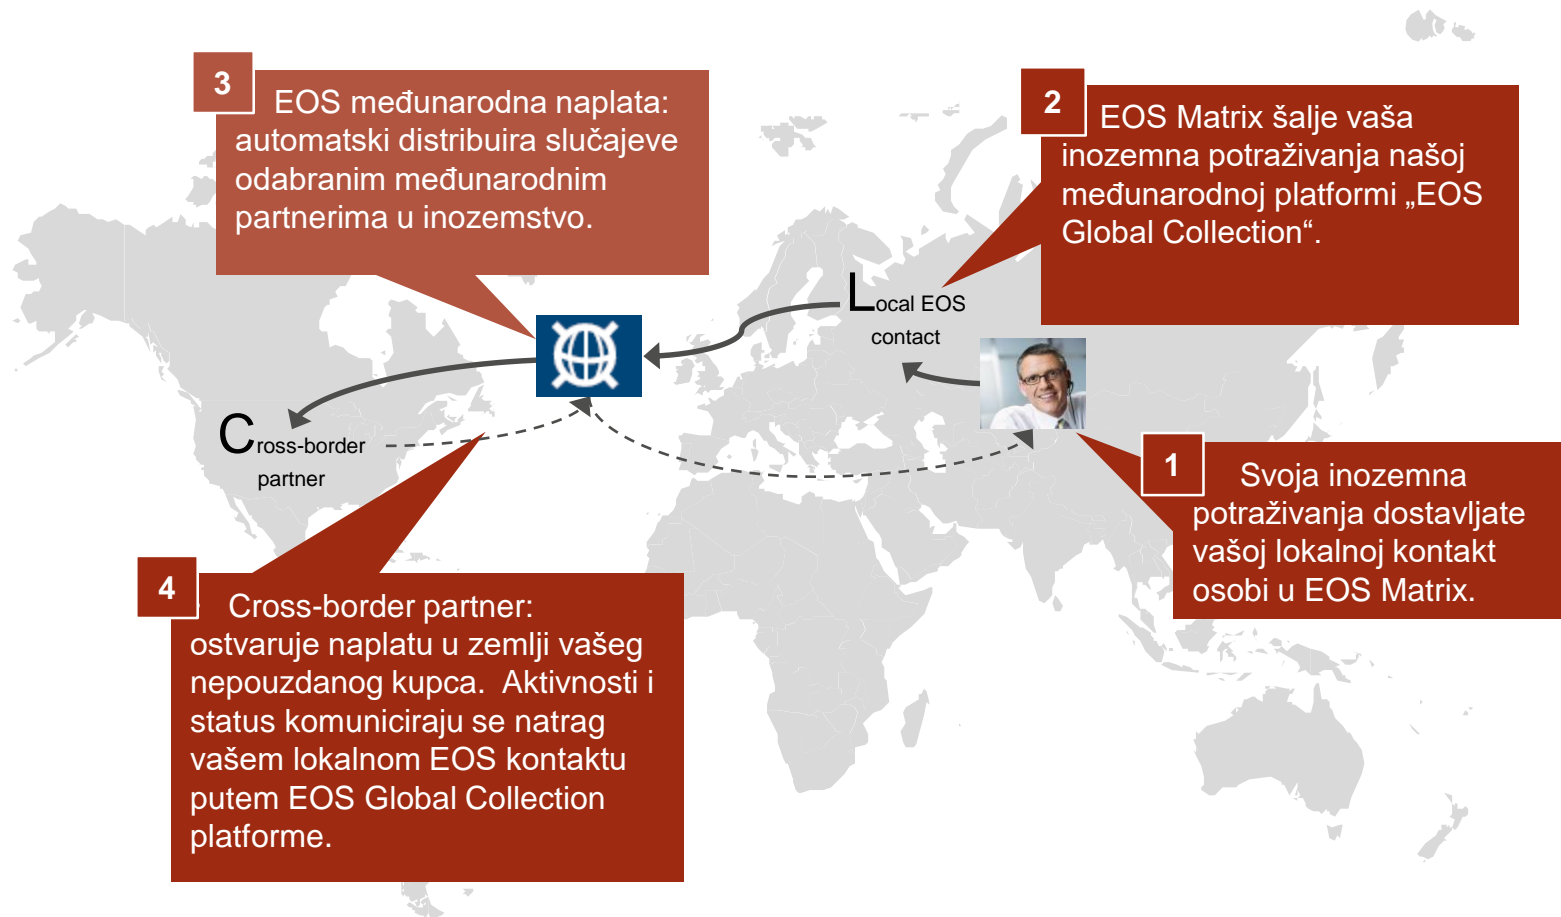 3
EOS međunarodna naplata:
automatski distribuira slučajeve
odabranim međunarodnim
partnerima u inozemstvo.
2
EOS Matrix šalje vaša
inozemna potraživanja našoj
međunarodnoj platformi „EOS
Global Collection“.
Local EOS
contact
Cross-border
partner
1
Svoja inozemna
potraživanja dostavljate
vašoj lokalnoj kontakt
osobi u EOS Matrix.
4
Cross-border partner:
ostvaruje naplatu u zemlji vašeg
nepouzdanog kupca.  Aktivnosti i
status komuniciraju se natrag
vašem lokalnom EOS kontaktu
putem EOS Global Collection
platforme.